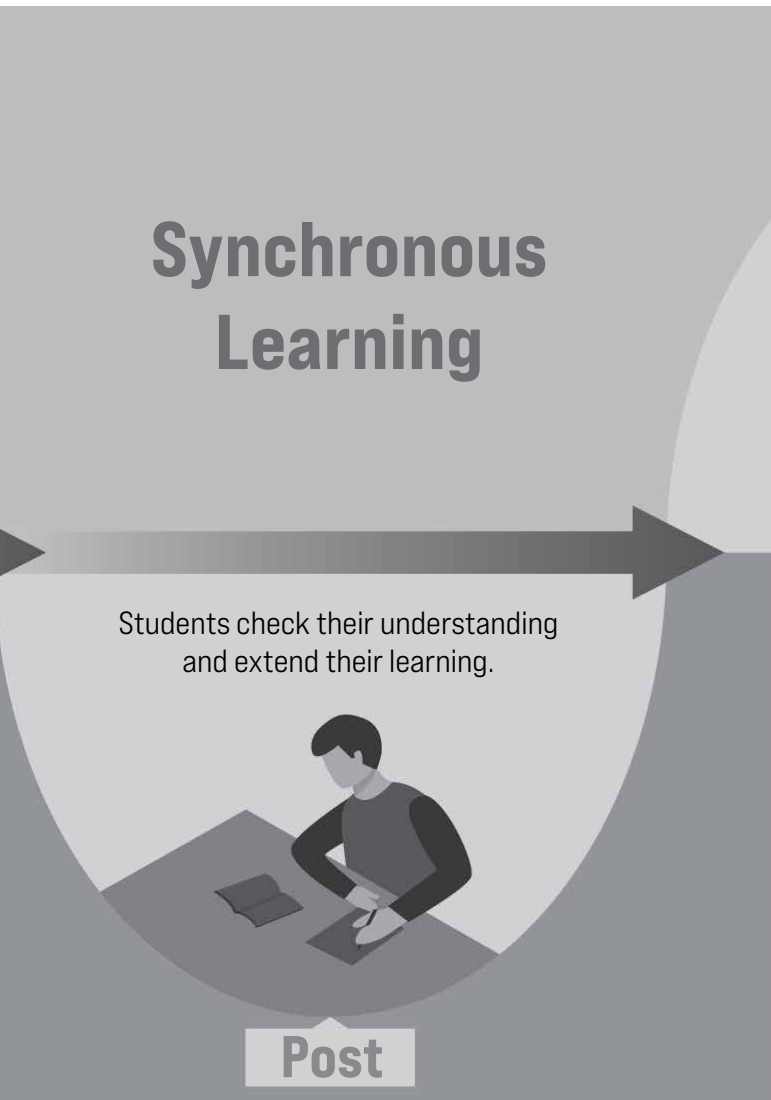 Synchronous
Learning
Students check their understanding
and extend their learning.
Post